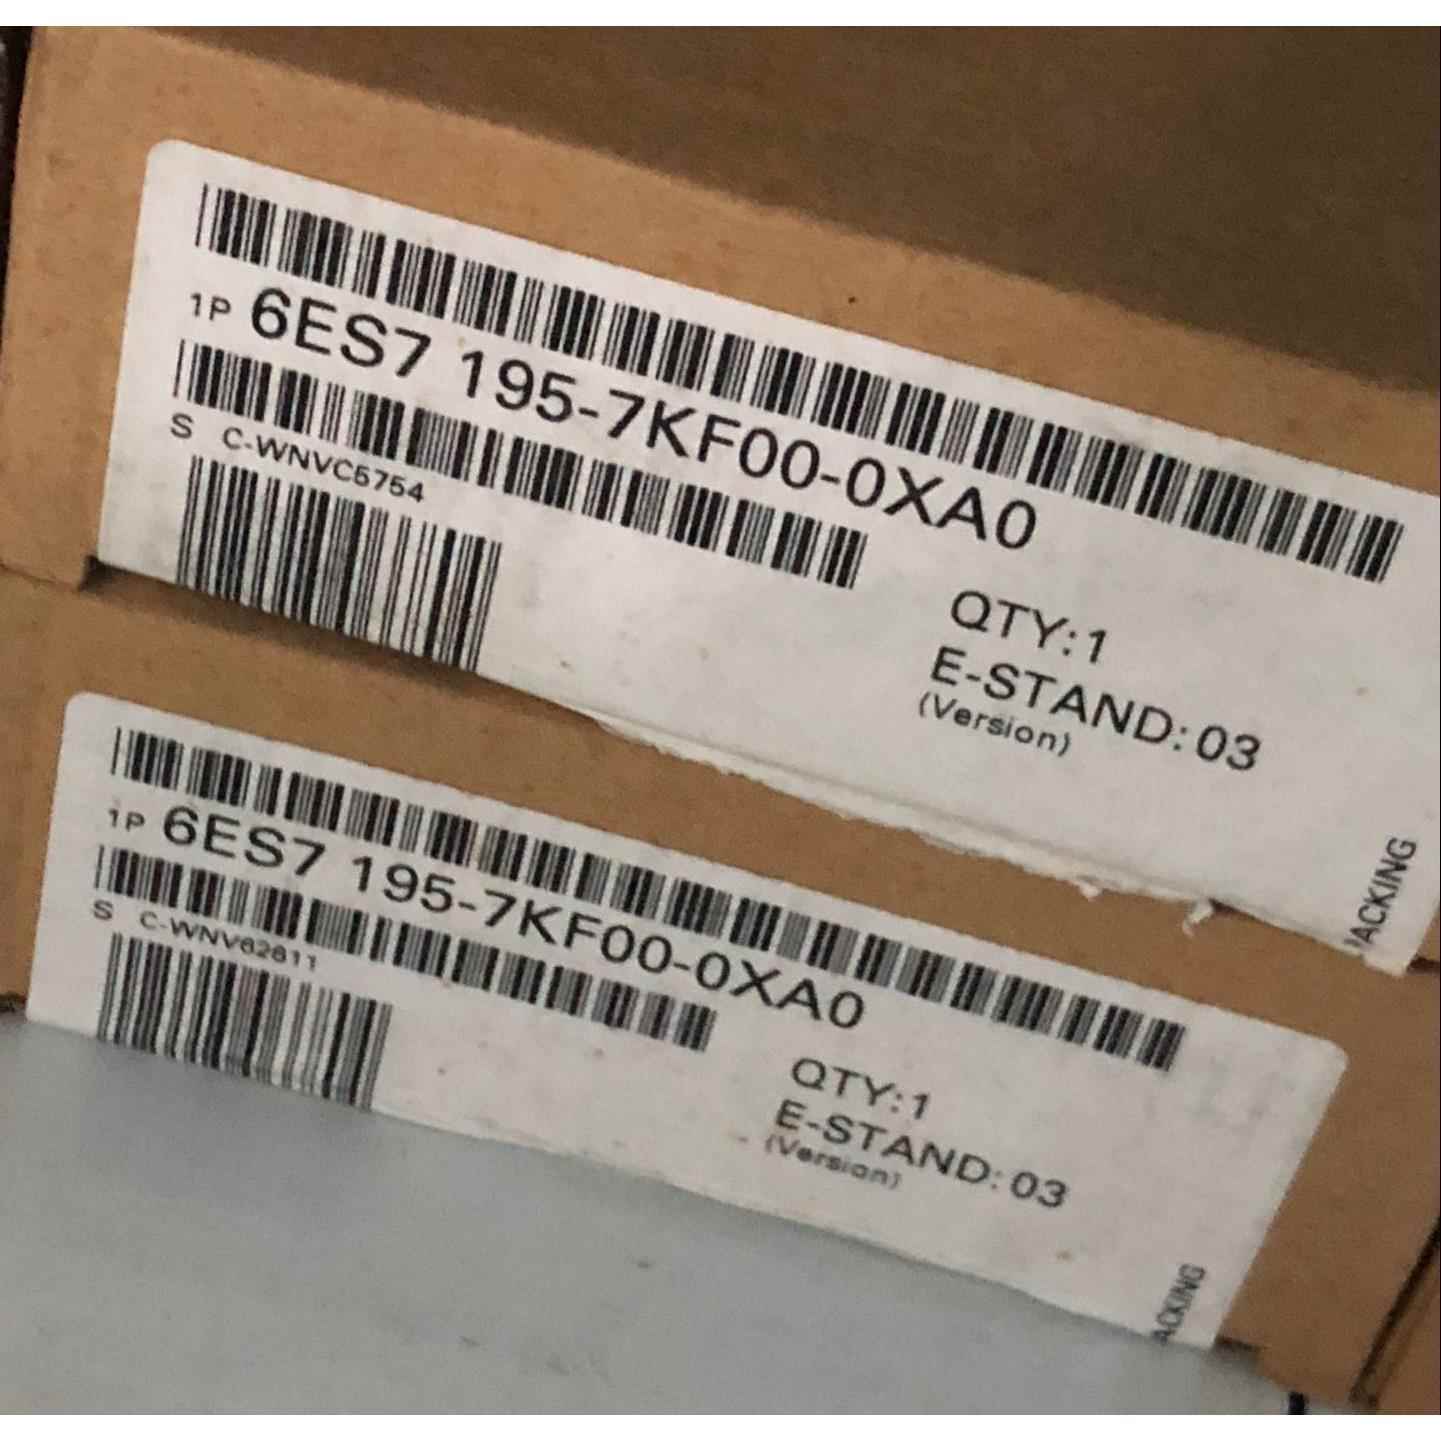 1P 6ES7 195-7KF00-0XA0
S C-WNVC5754
QTY:1
E-STAND:03
(Version)
ACKING
1P 6ES7 195-7KF00-0XA0
S C-WNV62811
QTY:1
E-STAND:03
(Version)
ACKING